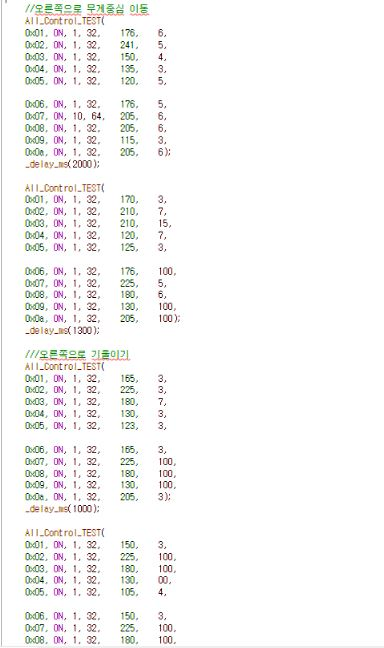 //오른쪽으로 무게중심 이동
All_Control_TEST(
0x01, ON, 1, 32, 176, 6,
0x02, ON, 1, 32, 241, 5,
0x03, ON, 1, 32, 150, 4,
0x04, ON, 1, 32, 135, 3,
0x05, ON, 1, 32, 120, 5,
0x06, ON, 1, 32, 176, 5,
0x07, ON, 10, 64, 205, 6,
0x08, ON, 1, 32, 205, 6,
0x09, ON, 1, 32, 115, 3,
0x0a, ON, 1, 32, 205, 6);
_delay_ms(2000);
All_Control_TEST(
0x01, ON, 1, 32, 170, 3,
0x02, ON, 1, 32, 210, 7,
0x03, ON, 1, 32, 210, 15,
0x04, ON, 1, 32, 120, 7,
0x05, ON, 1, 32, 125, 3,
0x06, ON, 1, 32, 176, 100,
0x07, ON, 1, 32, 225, 5,
0x08, ON, 1, 32, 180, 6,
0x09, ON, 1, 32, 130, 100,
0x0a, ON, 1, 32, 205, 100);
_delay_ms(1300);
///오른쪽으로 기울이기
All_Control_TEST(
0x01, ON, 1, 32, 165, 3,
0x02, ON, 1, 32, 225, 3,
0x03, ON, 1, 32, 180, 7,
0x04, ON, 1, 32, 130, 3,
0x05, ON, 1, 32, 123, 3,
0x06, ON, 1, 32, 165, 3,
0x07, ON, 1, 32, 225, 100,
0x08, ON, 1, 32, 180, 100,
0x09, ON, 1, 32, 130, 100,
0x0a, ON, 1, 32, 205, 3);
_delay_ms(1000);
All_Control_TEST(
0x01, ON, 1, 32, 150, 3,
0x02, ON, 1, 32, 225, 100,
0x03, ON, 1, 32, 180, 100,
0x04, ON, 1, 32, 130, 00,
0x05, ON, 1, 32, 105, 4,
0x06, ON, 1, 32, 150, 3,
0x07, ON, 1, 32, 225, 100,
0x08, ON, 1, 32, 180, 100,